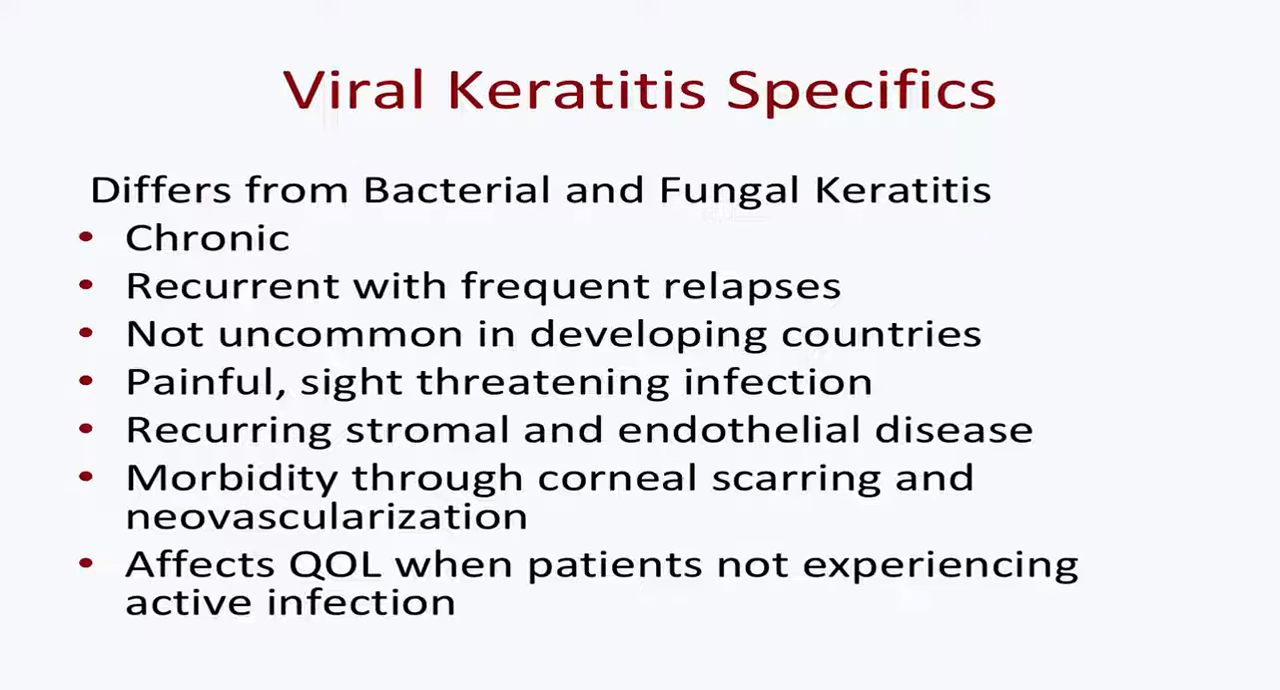 Viral Keratitis Specifics
Differs from Bacterial and Fungal Keratitis
• Chronic
• Recurrent with frequent relapses
• Not uncommon in developing countries
• Painful, sight threatening infection
• Recurring stromal and endothelial disease
• Morbidity through corneal scarring and
neovascularization
• Affects QOL when patients not experiencing
active infection